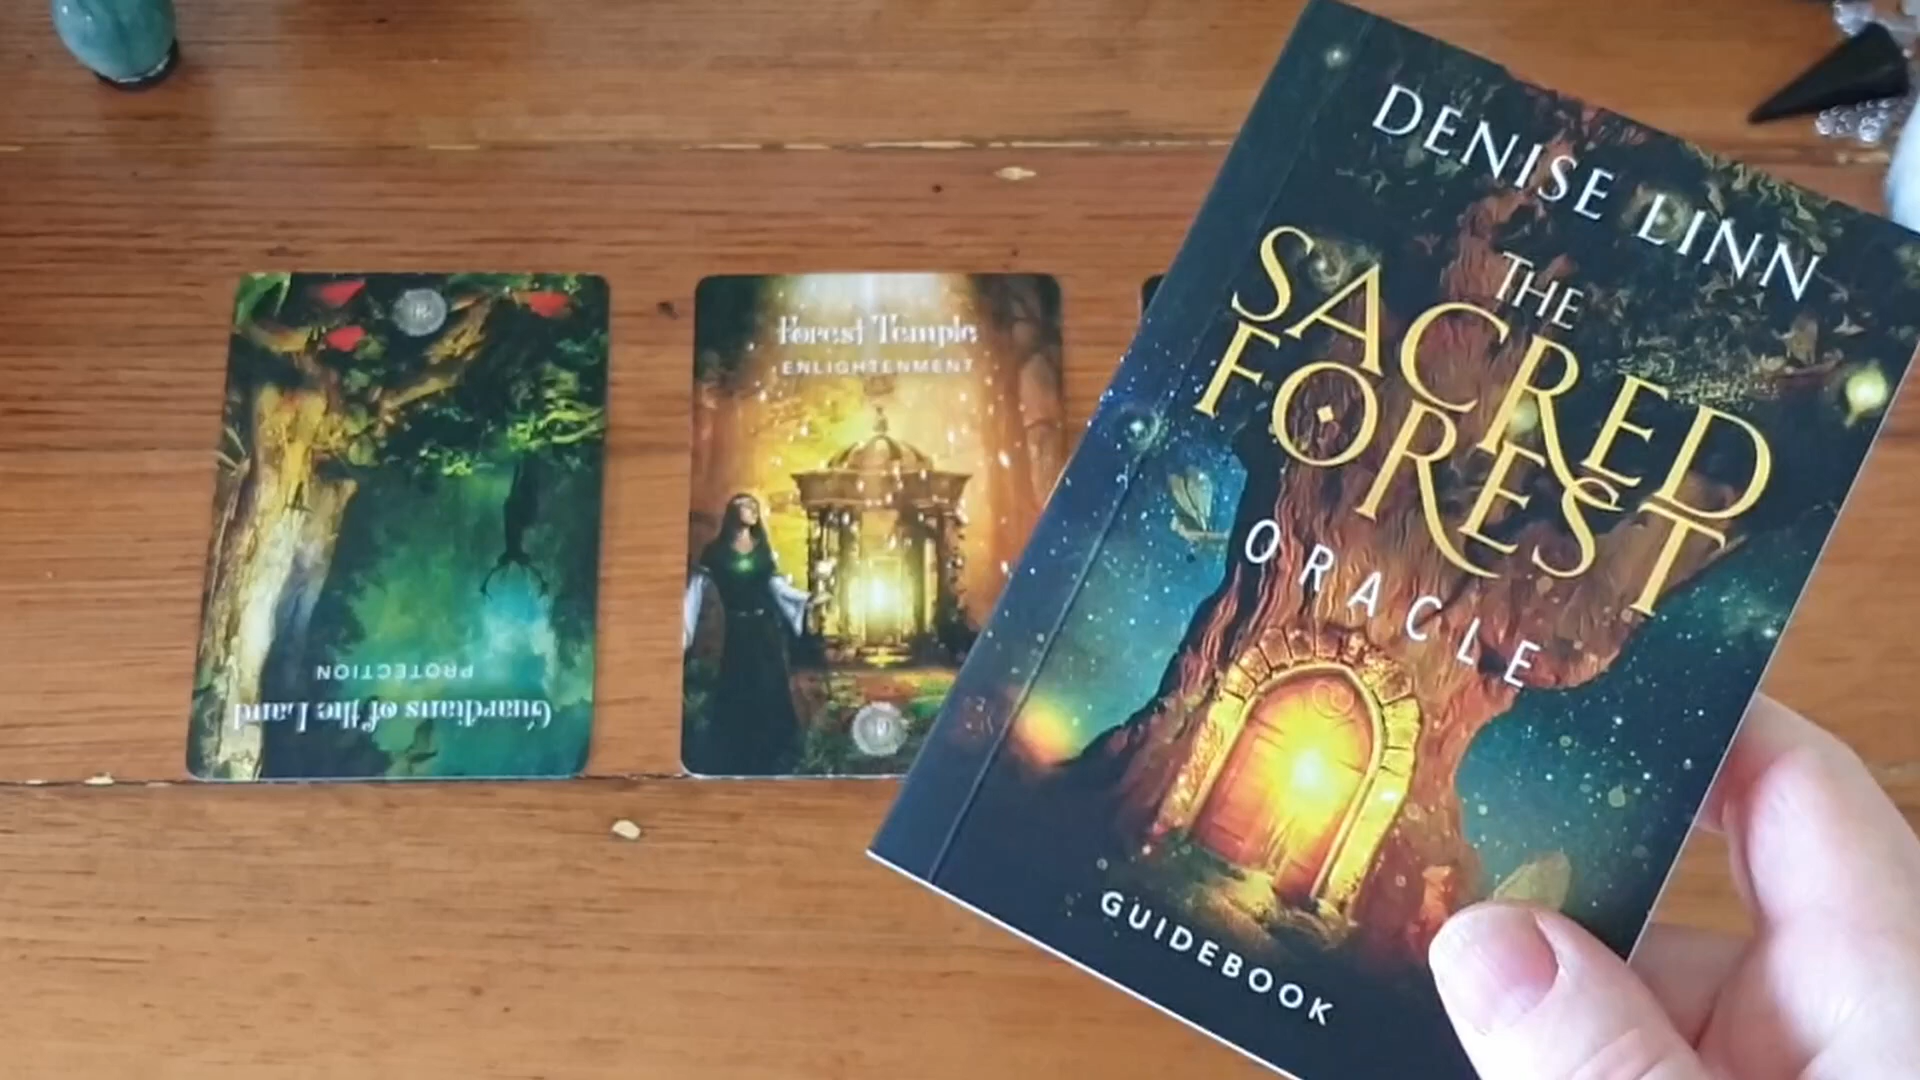 PROTECTION
Guardians of the Land
Forest Temple
ENLIGHTENMENT
DENISE LINN
THE
SACRED
FOREST
ORACLE
GUIDEBOOK